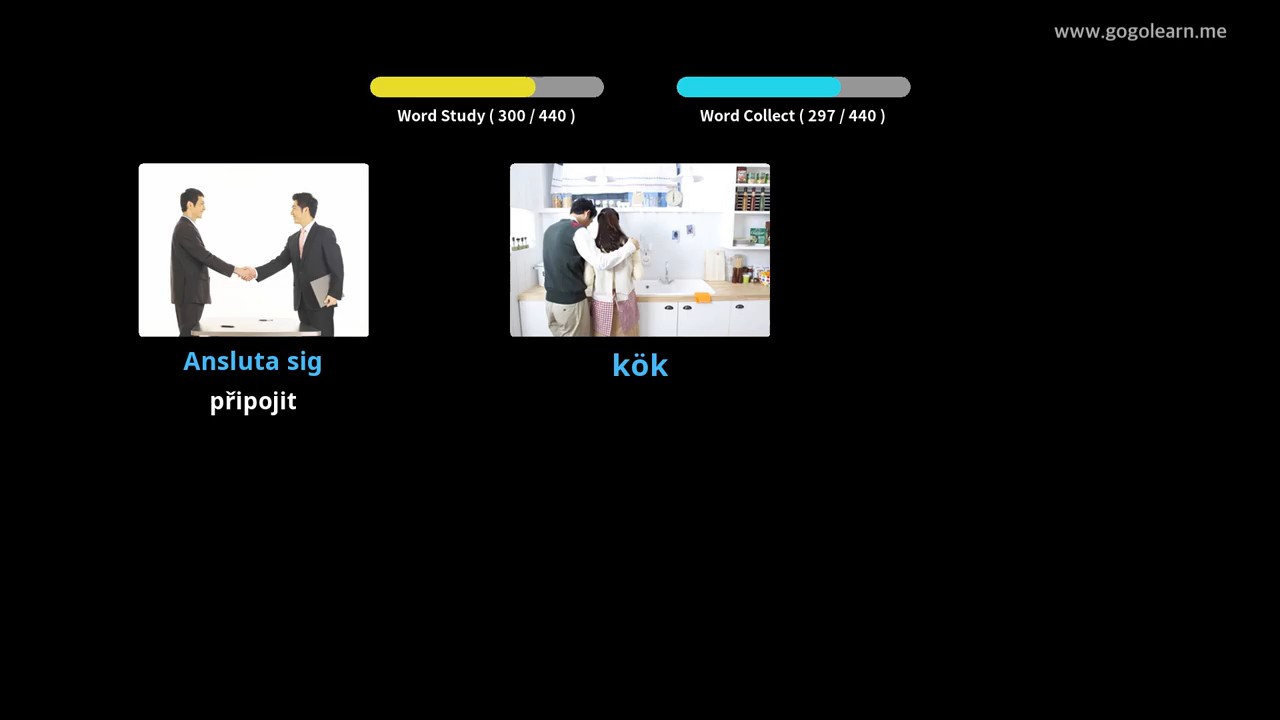 www.gogolearn.me
Word Study ( 300 / 440 )
Word Collect ( 297 / 440 )
Ansluta sig
připojit
kök